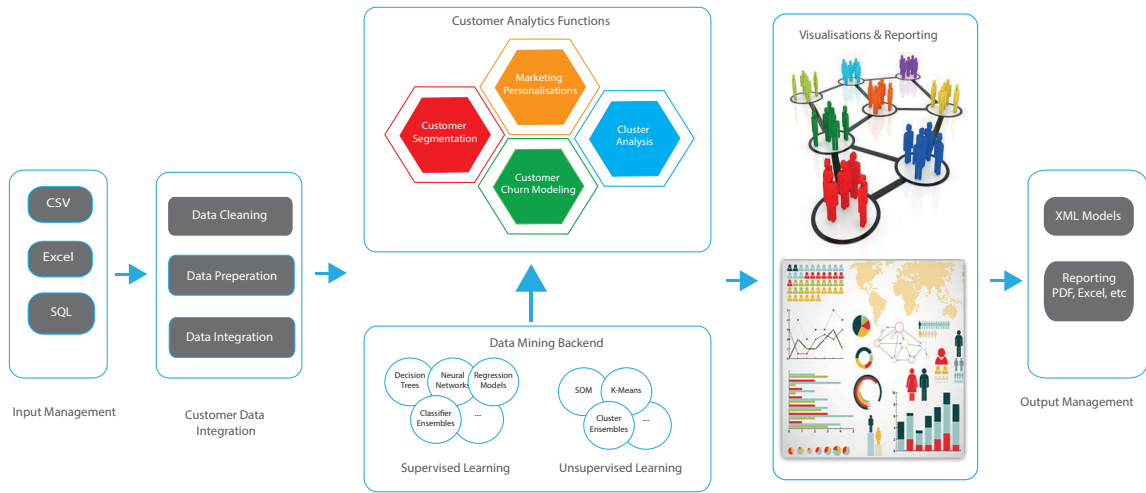 CSV
Excel
SQL
Input Management
Data Cleaning
Data Preperation
Data Integration
Customer Data
Integration
Customer Analytics Functions
Marketing
Personalisations
Customer
Segmentation
Cluster
Analysis
Customer
Churn Modeling
Data Mining Backend
Decision
Trees
Neural
Networks
Regression
Models
Classifier
Ensembles
...
Supervised Learning
SOM
K-Means
Cluster
Ensembles
...
Unsupervised Learning
Visualisations & Reporting
XML Models
Reporting
PDF, Excel, etc
Output Management